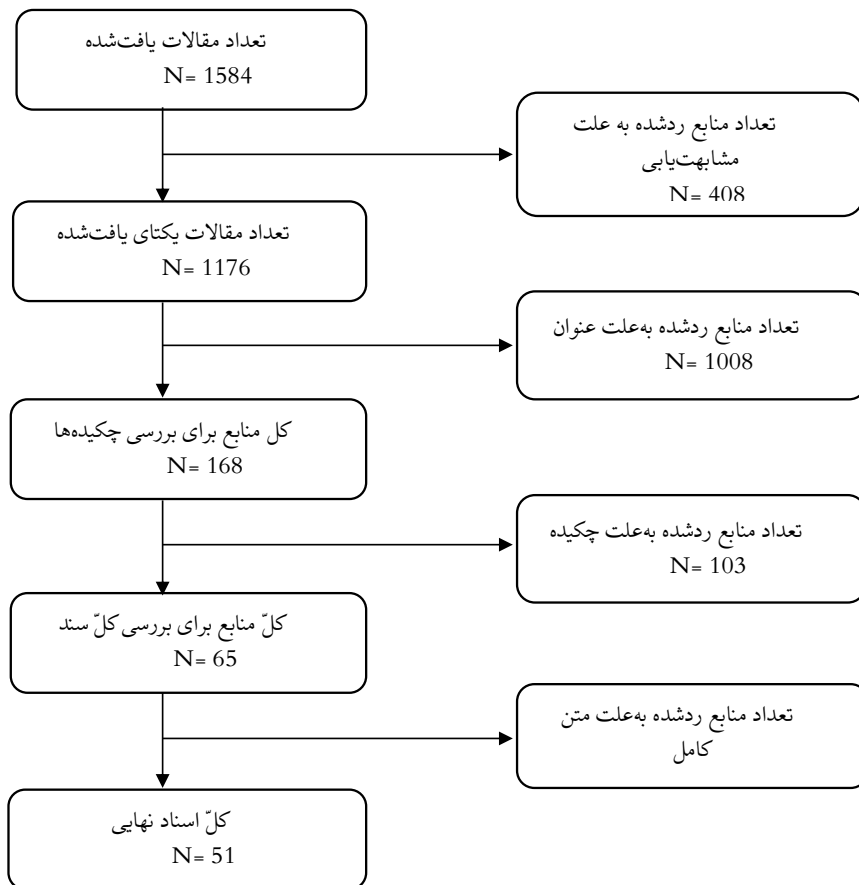 تعداد مقالات یافت‌شده
N= 1584
تعداد منابع ردشده به علت
مشابهت‌یابی
N= 408
تعداد مقالات یکتای یافت‌شده
N= 1176
تعداد منابع ردشده به‌علت عنوان
N= 1008
کل منابع برای بررسی چکیده‌ها
N= 168
تعداد منابع ردشده به‌علت چکیده
N= 103
کلّ منابع برای بررسی کلّ سند
N= 65
تعداد منابع ردشده به‌علت متن
کامل
کلّ اسناد نهایی
N= 51